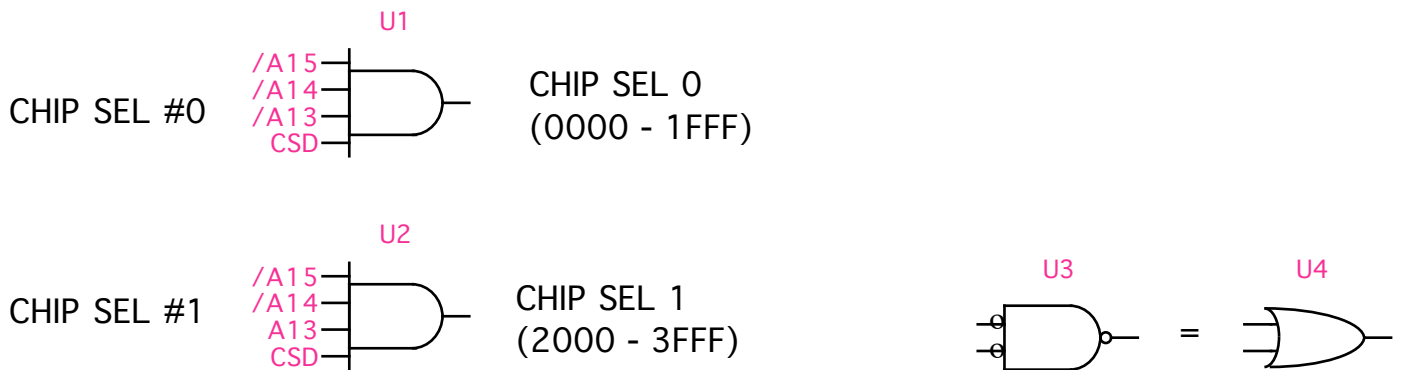 U1
CHIP SEL #0
/A15
/A14
/A13
CSD
CHIP SEL 0
(0000 - 1FFF)
U2
CHIP SEL #1
/A15
/A14
A13
CSD
CHIP SEL 1
(2000 - 3FFF)
U3
=
U4